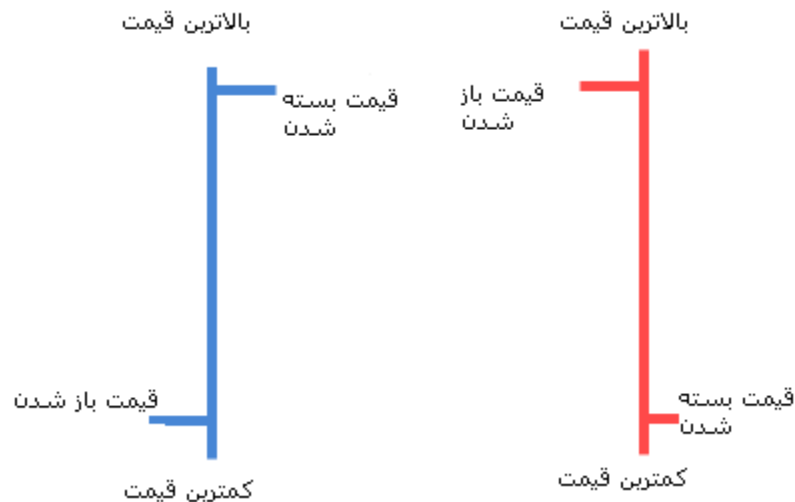 بالاترین قیمت
بالاترین قیمت
قیمت بسته
شدن
قیمت باز
شدن
قیمت باز شدن
قیمت بسته
شدن
کمترین قیمت
کمترین قیمت